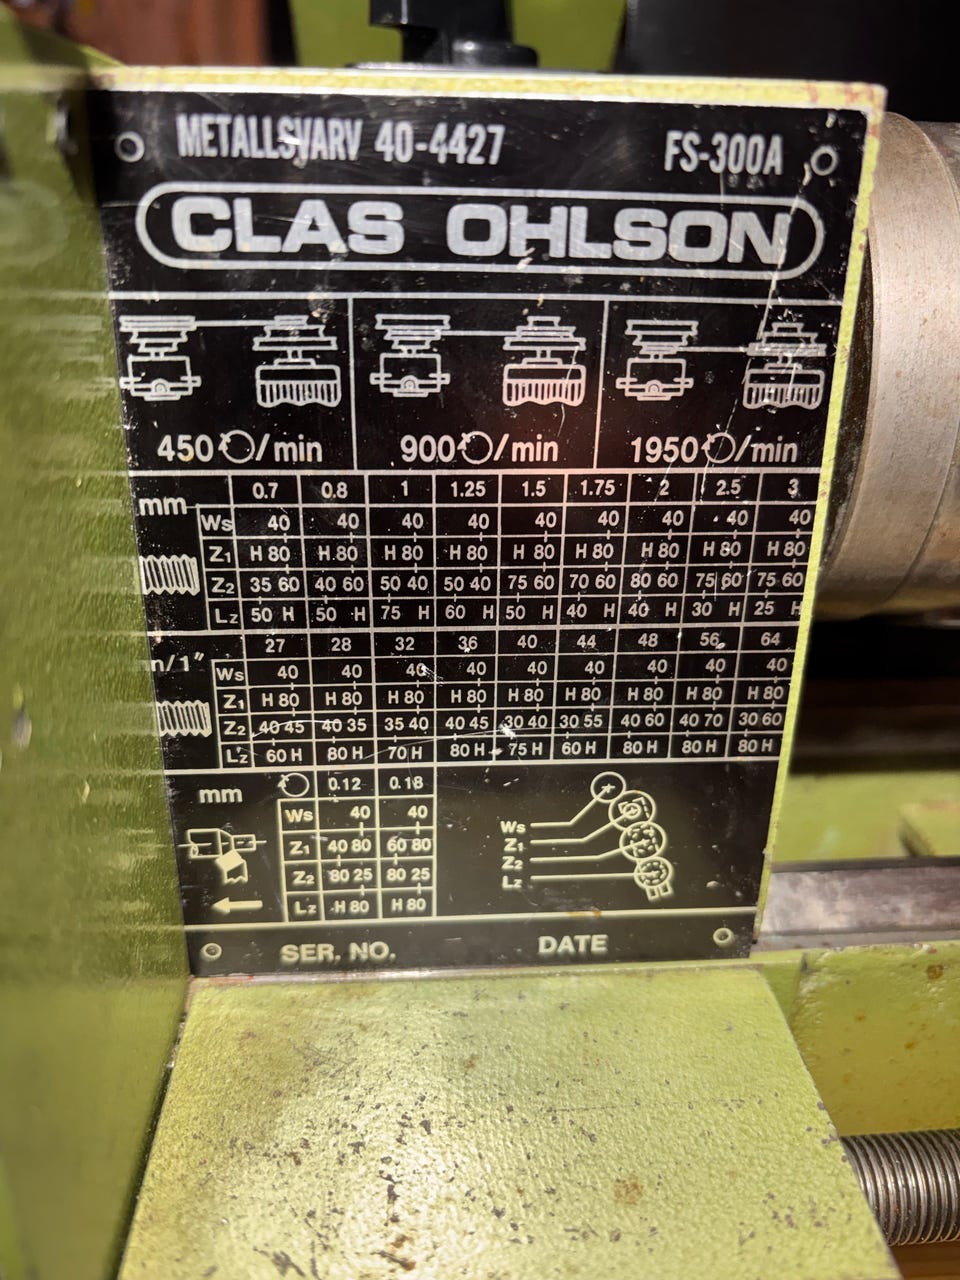 METALLSVARV 40-4427 FS-300A
CLAS OHLSON
450 /min 900 /min 1950 /min
mm 0.7 0.8 1 1.25 1.5 1.75 2 2.5 3
Ws 40 40 40 40 40 40 40 40 40
Z1 H 80 H 80 H 80 H 80 H 80 H 80 H 80 H 80 H 80
Z2 35 60 40 60 50 40 50 40 75 60 70 60 80 60 75 60 75 60
Lz 50 H 50 H 75 H 60 H 50 H 40 H 40 H 30 H 25 H
n/1" 27 28 32 36 40 44 48 56 64
Ws 40 40 40 40 40 40 40 40 40
Z1 H 80 H 80 H 80 H 80 H 80 H 80 H 80 H 80 H 80
Z2 40 45 40 35 35 40 40 45 30 40 30 55 40 60 40 70 30 60
Lz 60 H 80 H 70 H 80 H 75 H 60 H 80 H 80 H 80 H
mm 0.12 0.18
Ws 40 40
Z1 40 80 60 80
Z2 80 25 80 25
Lz H 80 H 80
Ws
Z1
Z2
Lz
SER. NO. DATE